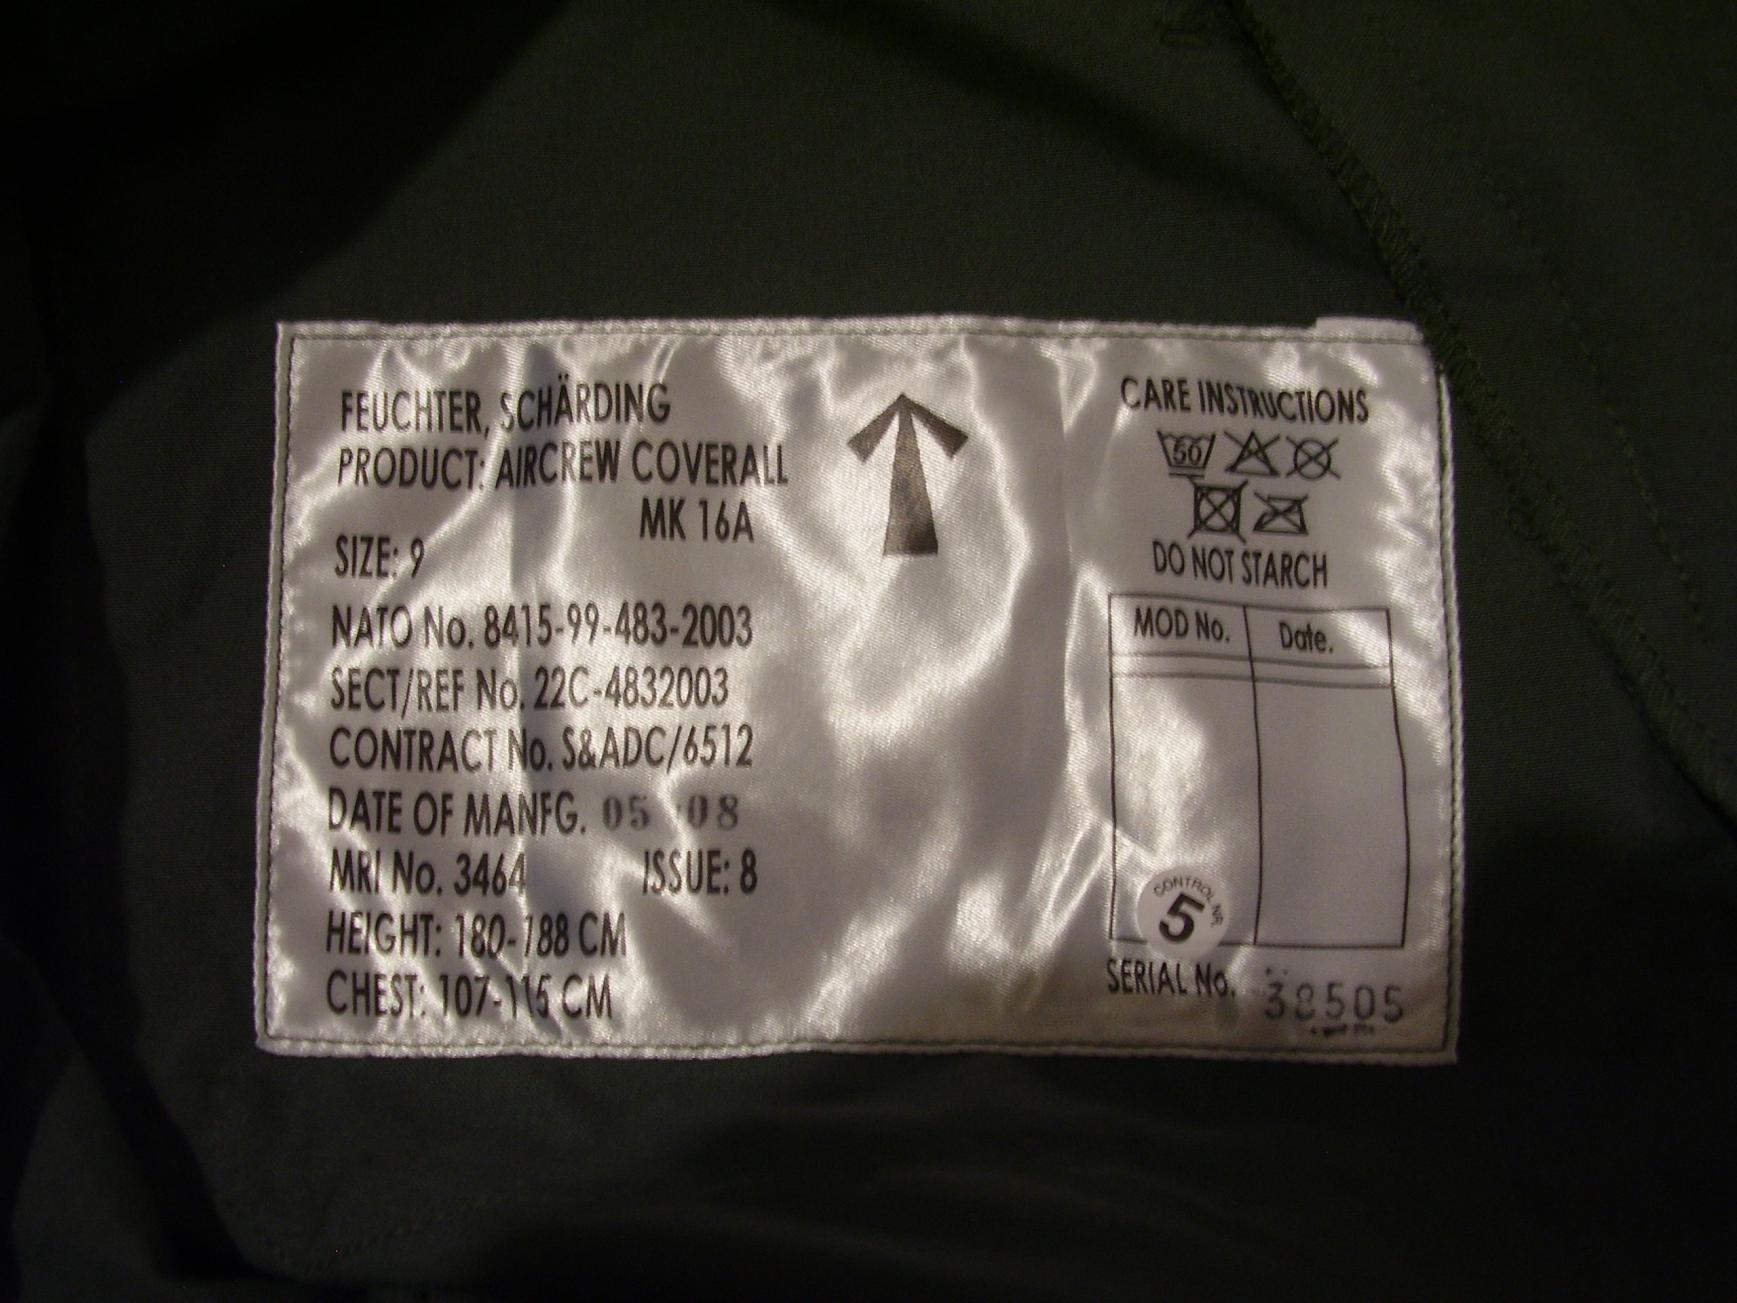 FEUCHTER, SCHÄRDING
PRODUCT: AIRCREW COVERALL
MK 16A
SIZE: 9
NATO No. 8415-99-483-2003
SECT/REF No. 22C-4832003
CONTRACT No. S&ADC/6512
DATE OF MANFG. 05 08
MRI No. 3464 ISSUE: 8
HEIGHT: 180-188 CM
CHEST: 107-115 CM
CARE INSTRUCTIONS
50
DO NOT STARCH
MOD No. Date.
CONTROL NR.
5
SERIAL No. 38505